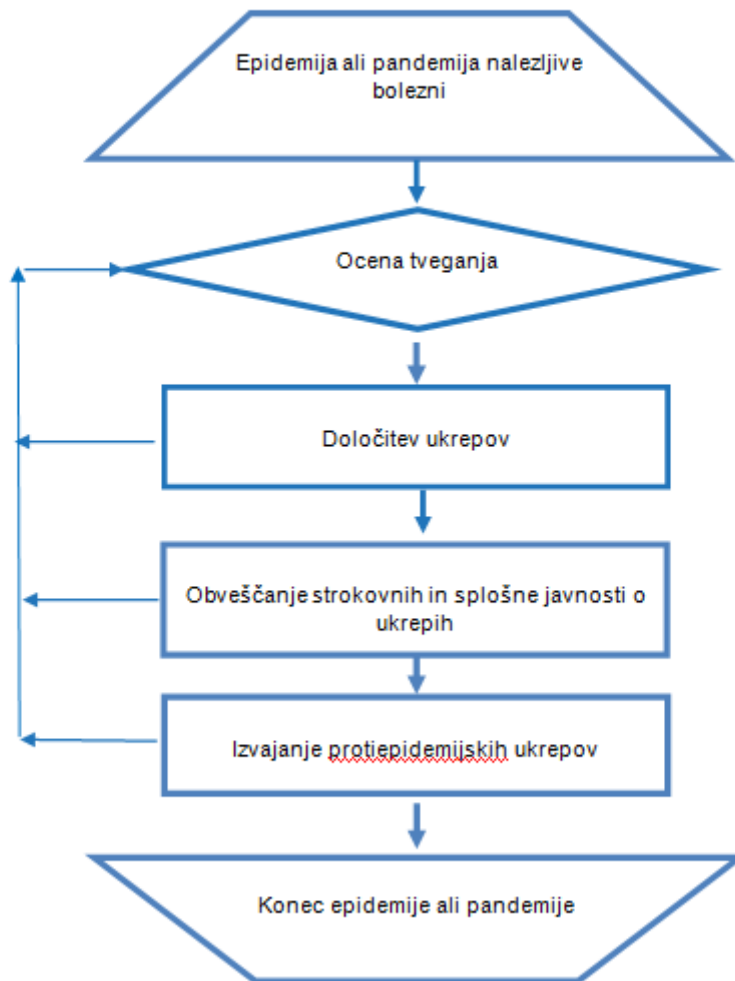 Epidemija ali pandemija nalezljive
bolezni
Ocena tveganja
Določitev ukrepov
Obveščanje strokovnih in splošne javnosti o
ukrepih
Izvajanje protiepidemijskih ukrepov
Konec epidemije ali pandemije